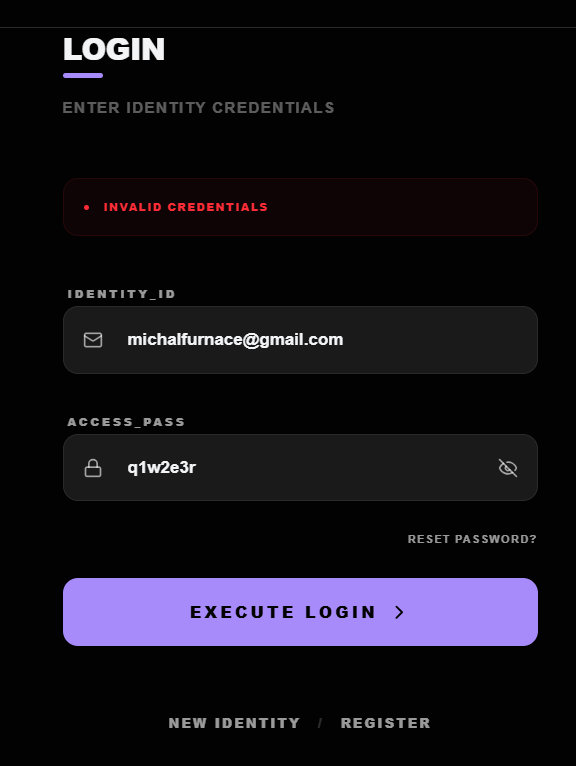 LOGIN
ENTER IDENTITY CREDENTIALS
INVALID CREDENTIALS
IDENTITY_ID
michalfurnace@gmail.com
ACCESS_PASS
q1w2e3r
RESET PASSWORD?
EXECUTE LOGIN
NEW IDENTITY / REGISTER